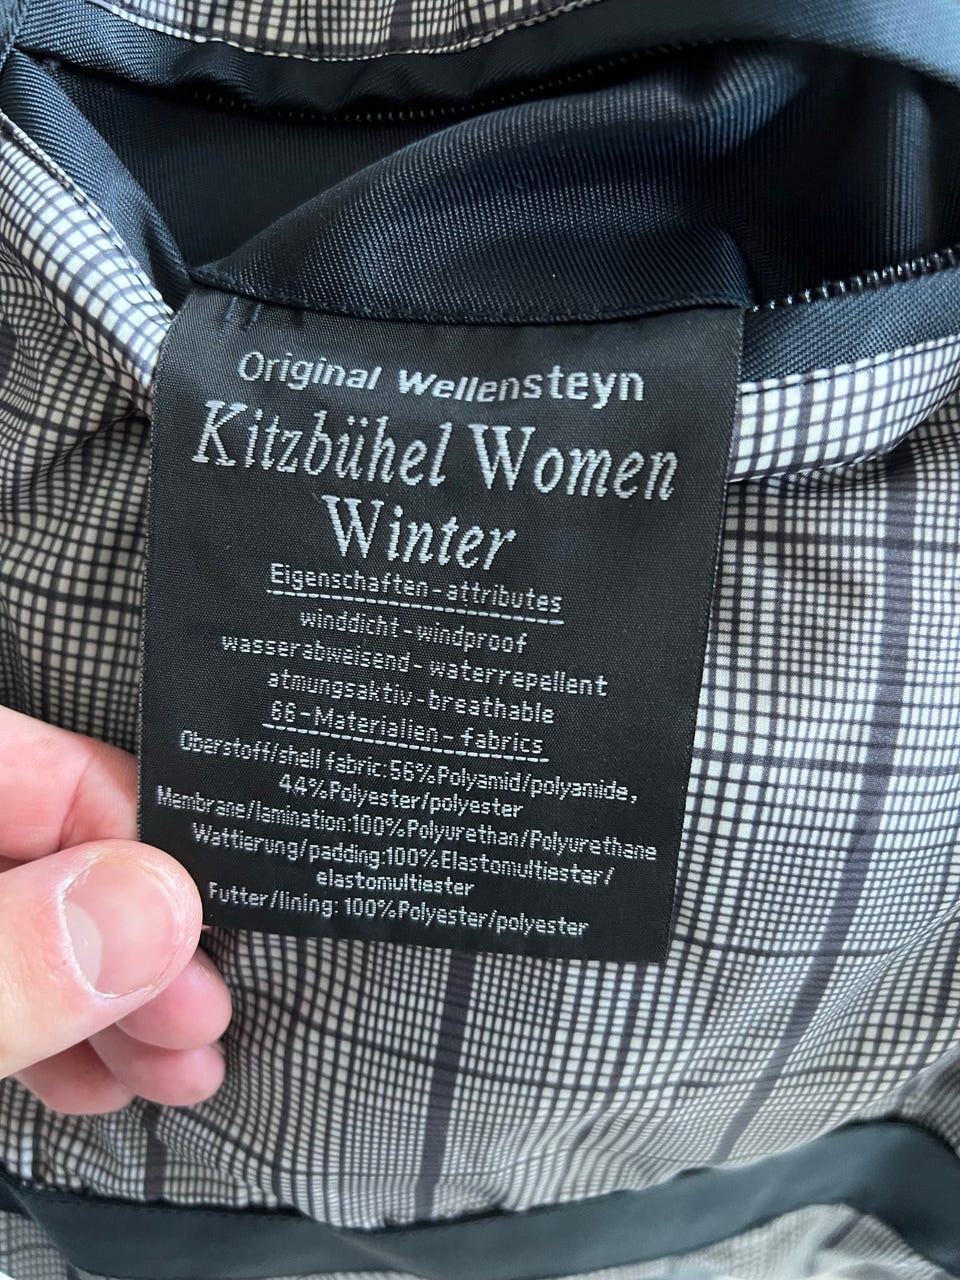 Original Wellensteyn
Kitzbühel Women
Winter
Eigenschaften-attributes
winddicht-windproof
wasserabweisend-waterrepellent
atmungsaktiv-breathable
66-Materialien-fabrics
Oberstoff/shell fabric:56%Polyamid/polyamide,
44%Polyester/polyester
Membrane/lamination:100%Polyurethan/Polyurethane
Wattierung/padding:100%Elastomultiester/
elastomultiester
Futter/lining: 100%Polyester/polyester